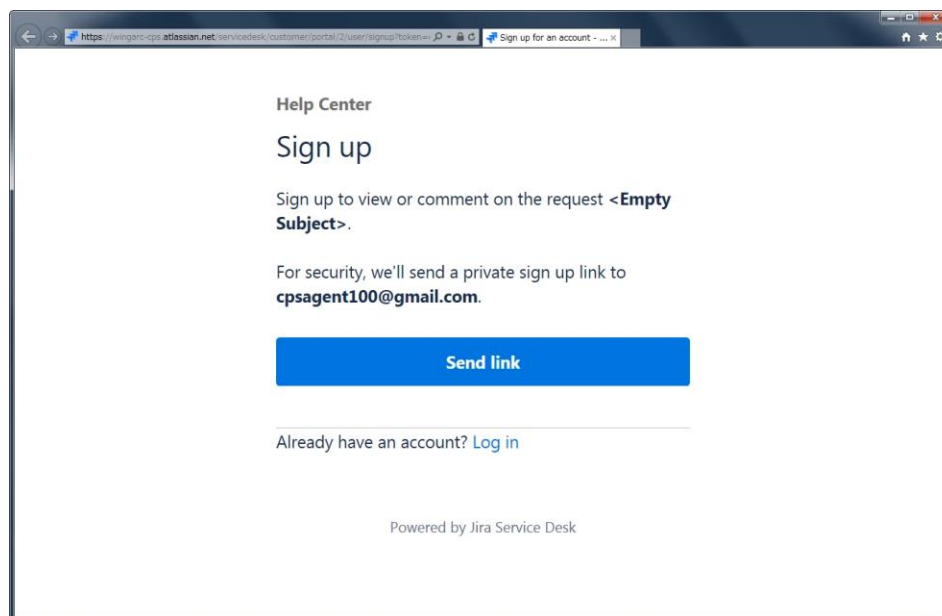 https://wingarc-cps.atlassian.net/servicedesk/customer/portal/2/user/signup?token=
Sign up for an account - ...
Help Center
Sign up
Sign up to view or comment on the request <Empty
Subject>.
For security, we'll send a private sign up link to
cpsagent100@gmail.com.
Send link
Already have an account? Log in
Powered by Jira Service Desk